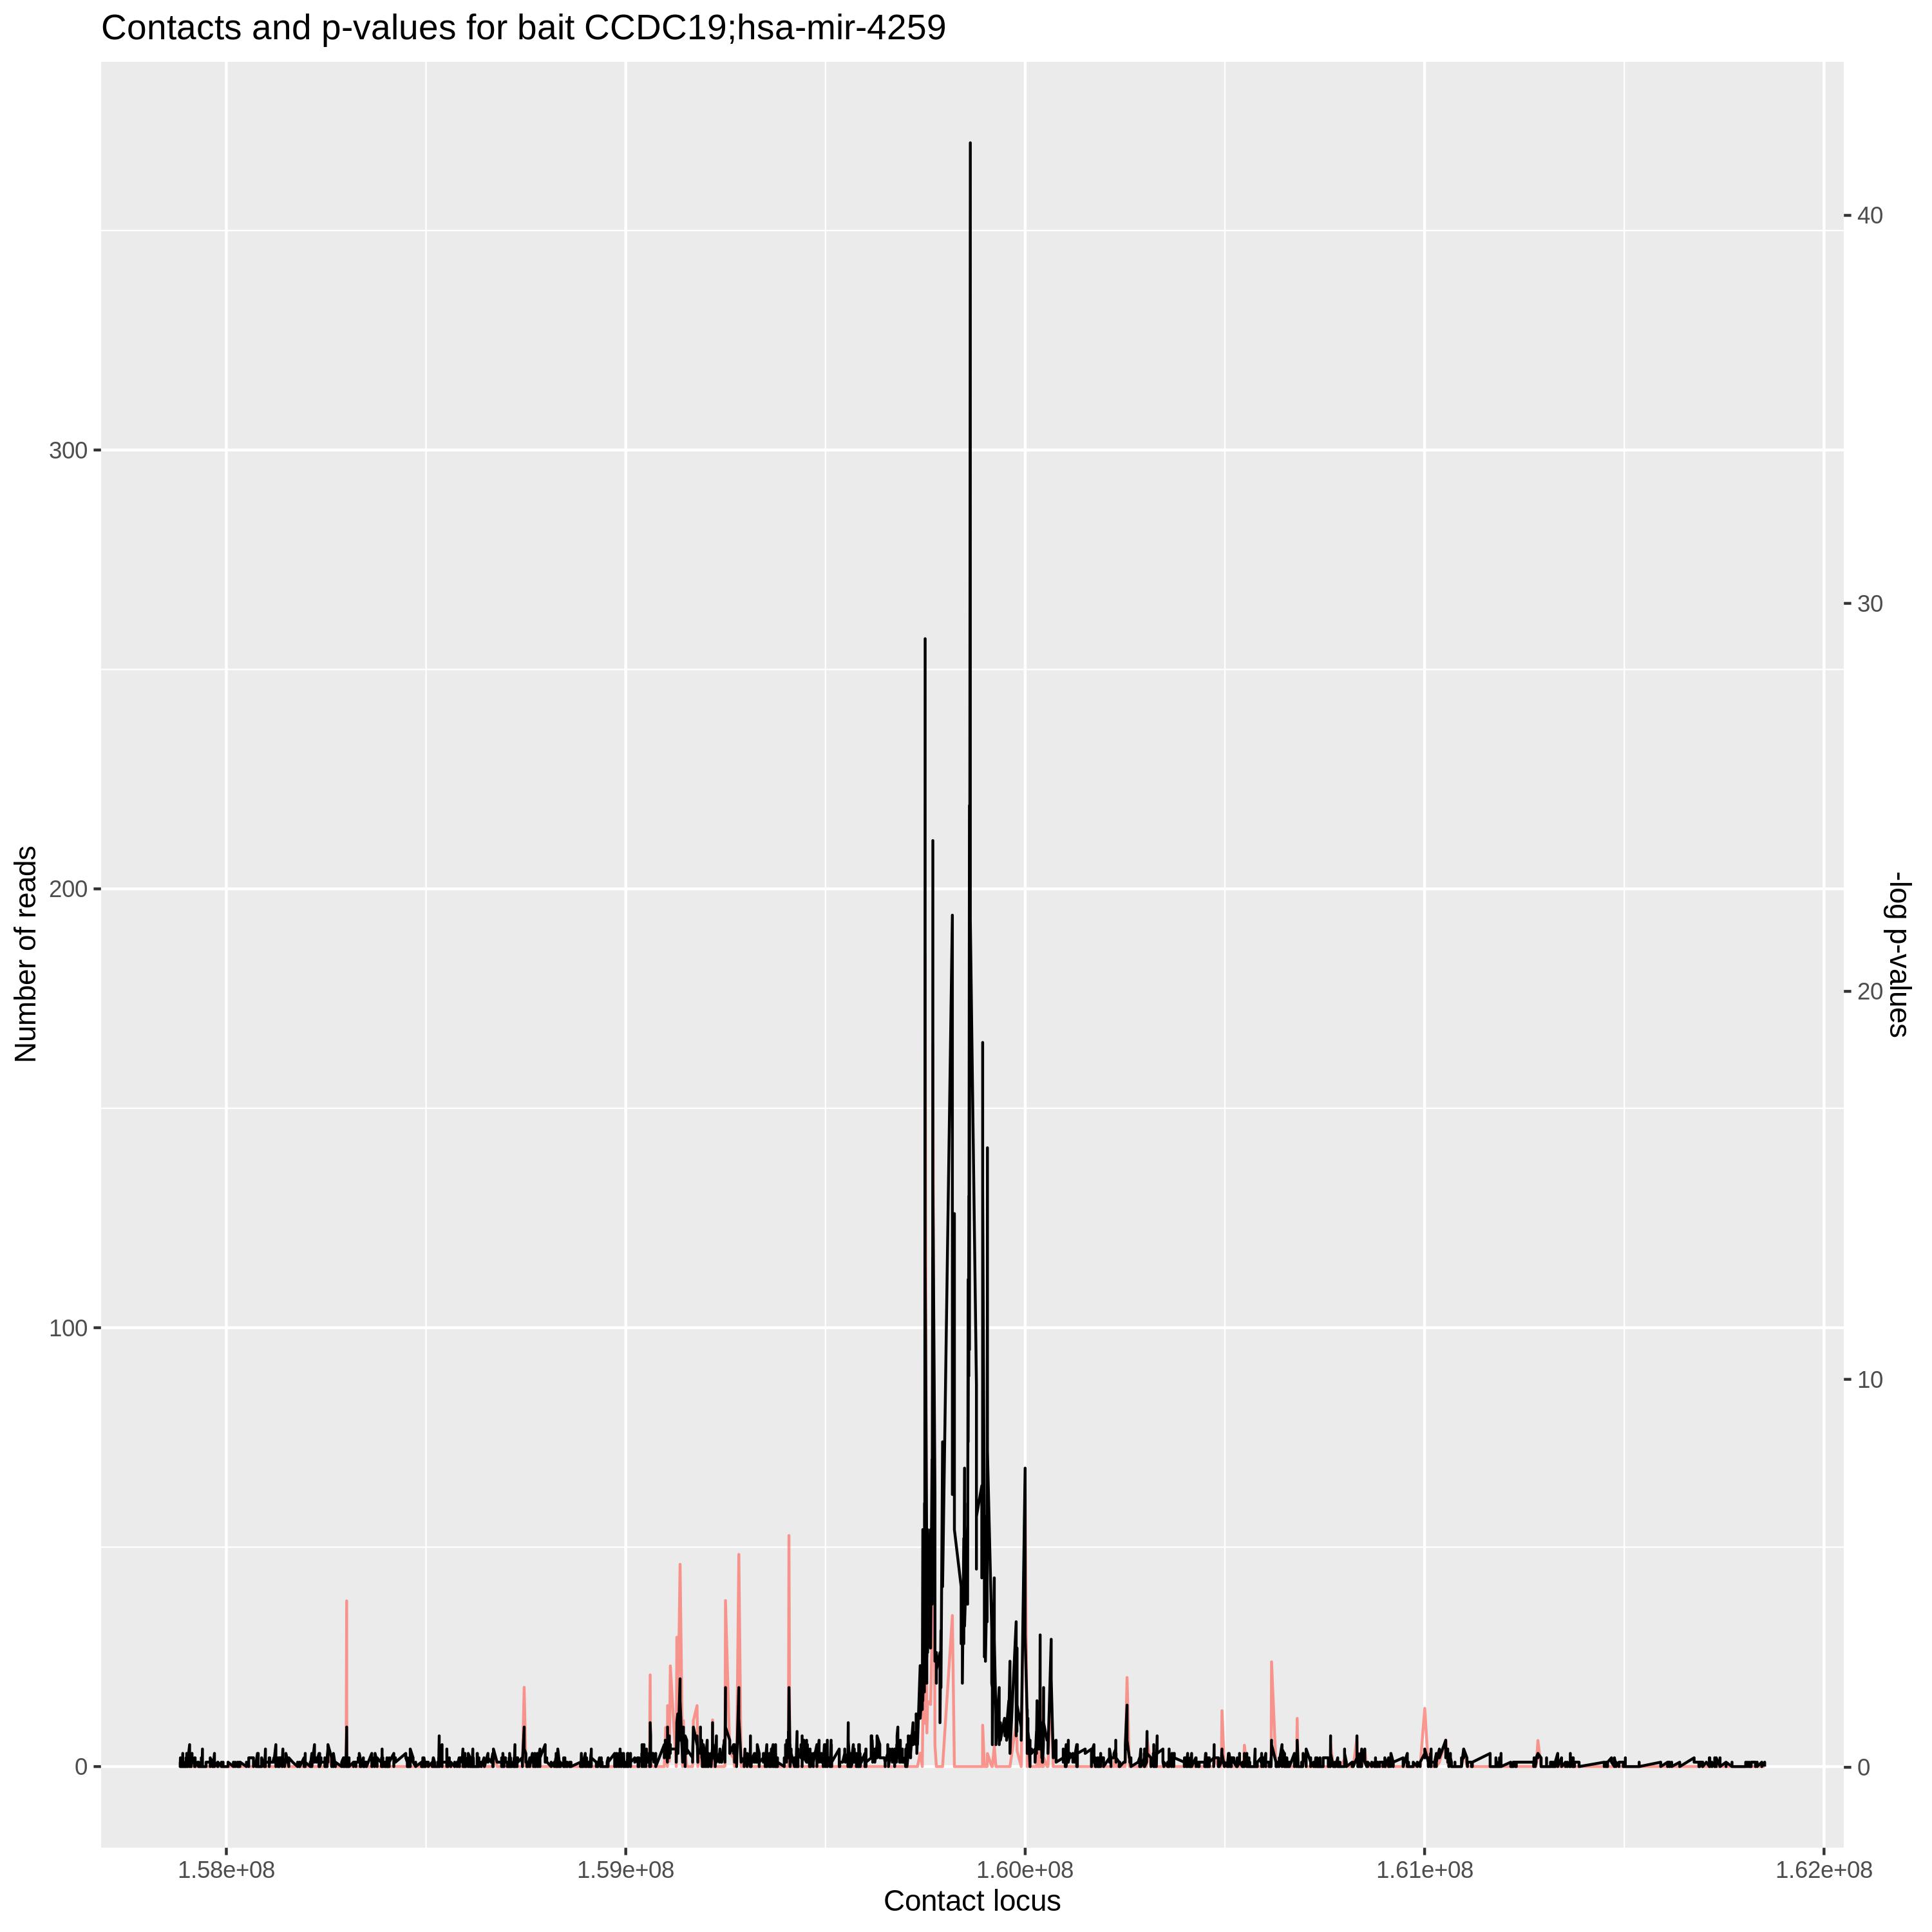 Contacts and p-values for bait CCDC19;hsa-mir-4259
300
200
100
0
Number of reads
40
30
20
10
0
-log p-values
1.58e+08
1.59e+08
1.60e+08
1.61e+08
1.62e+08
Contact locus